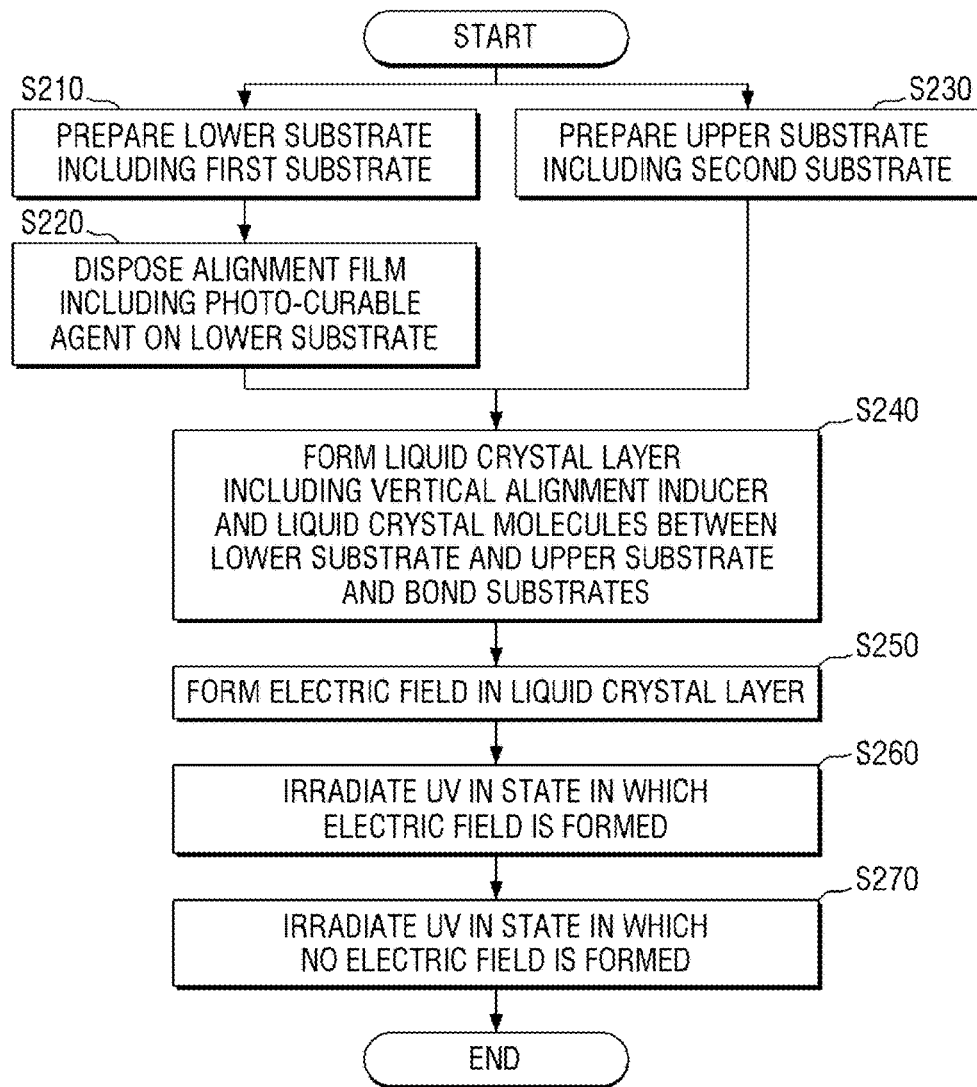 START
S210
PREPARE LOWER SUBSTRATE
INCLUDING FIRST SUBSTRATE
S230
PREPARE UPPER SUBSTRATE
INCLUDING SECOND SUBSTRATE
S220
DISPOSE ALIGNMENT FILM
INCLUDING PHOTO-CURABLE
AGENT ON LOWER SUBSTRATE
S240
FORM LIQUID CRYSTAL LAYER
INCLUDING VERTICAL ALIGNMENT INDUCER
AND LIQUID CRYSTAL MOLECULES BETWEEN
LOWER SUBSTRATE AND UPPER SUBSTRATE
AND BOND SUBSTRATES
S250
FORM ELECTRIC FIELD IN LIQUID CRYSTAL LAYER
S260
IRRADIATE UV IN STATE IN WHICH
ELECTRIC FIELD IS FORMED
S270
IRRADIATE UV IN STATE IN WHICH
NO ELECTRIC FIELD IS FORMED
END